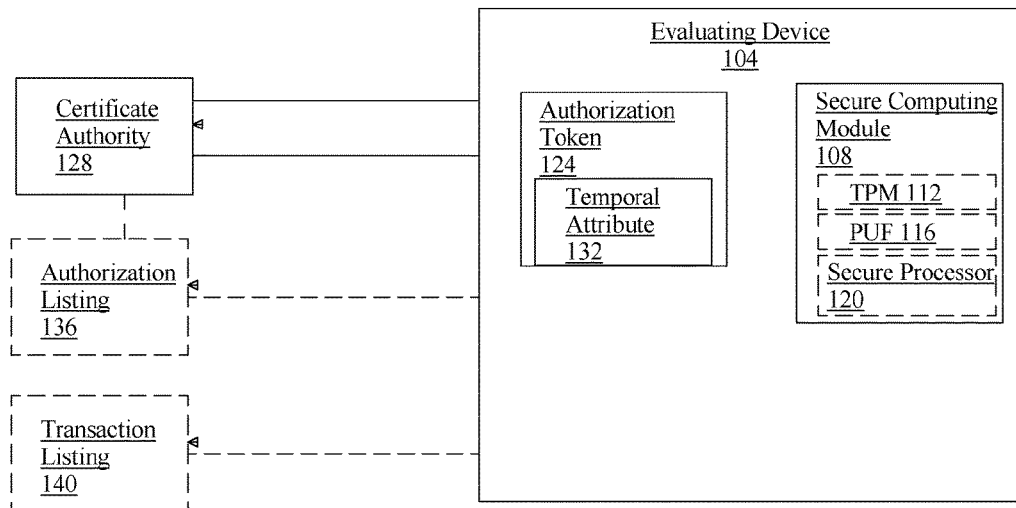 Evaluating Device
104
Certificate
Authority
128
Authorization
Token
124
Temporal
Attribute
132
Secure Computing
Module
108
TPM 112
PUF 116
Secure Processor
120
Authorization
Listing
136
Transaction
Listing
140